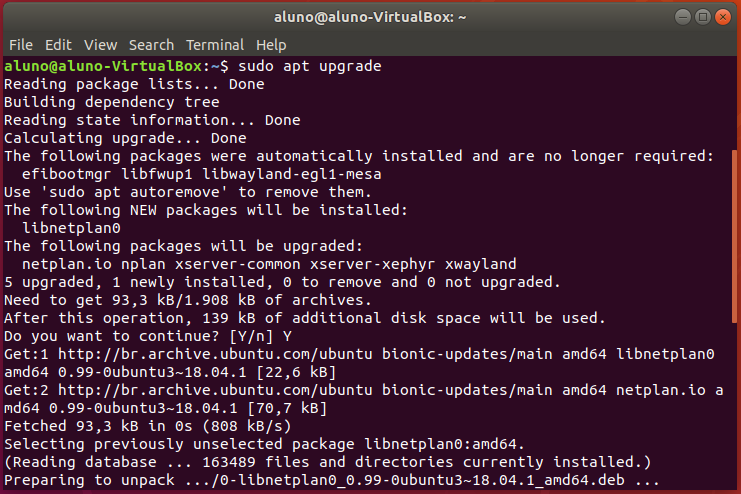 aluno@aluno-VirtualBox: ~
File Edit View Search Terminal Help
aluno@aluno-VirtualBox:~$ sudo apt upgrade
Reading package lists... Done
Building dependency tree
Reading state information... Done
Calculating upgrade... Done
The following packages were automatically installed and are no longer required:
  efibootmgr libfwup1 libwayland-egl1-mesa
Use 'sudo apt autoremove' to remove them.
The following NEW packages will be installed:
  libnetplan0
The following packages will be upgraded:
  netplan.io nplan xserver-common xserver-xephyr xwayland
5 upgraded, 1 newly installed, 0 to remove and 0 not upgraded.
Need to get 93,3 kB/1.908 kB of archives.
After this operation, 139 kB of additional disk space will be used.
Do you want to continue? [Y/n] Y
Get:1 http://br.archive.ubuntu.com/ubuntu bionic-updates/main amd64 libnetplan0
amd64 0.99-0ubuntu3~18.04.1 [22,6 kB]
Get:2 http://br.archive.ubuntu.com/ubuntu bionic-updates/main amd64 netplan.io a
md64 0.99-0ubuntu3~18.04.1 [70,7 kB]
Fetched 93,3 kB in 0s (808 kB/s)
Selecting previously unselected package libnetplan0:amd64.
(Reading database ... 163489 files and directories currently installed.)
Preparing to unpack .../0-libnetplan0_0.99-0ubuntu3~18.04.1_amd64.deb ...